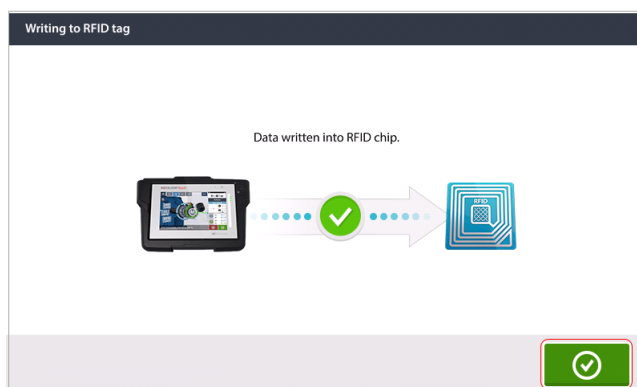 Writing to RFID tag
Data written into RFID chip.
RFID